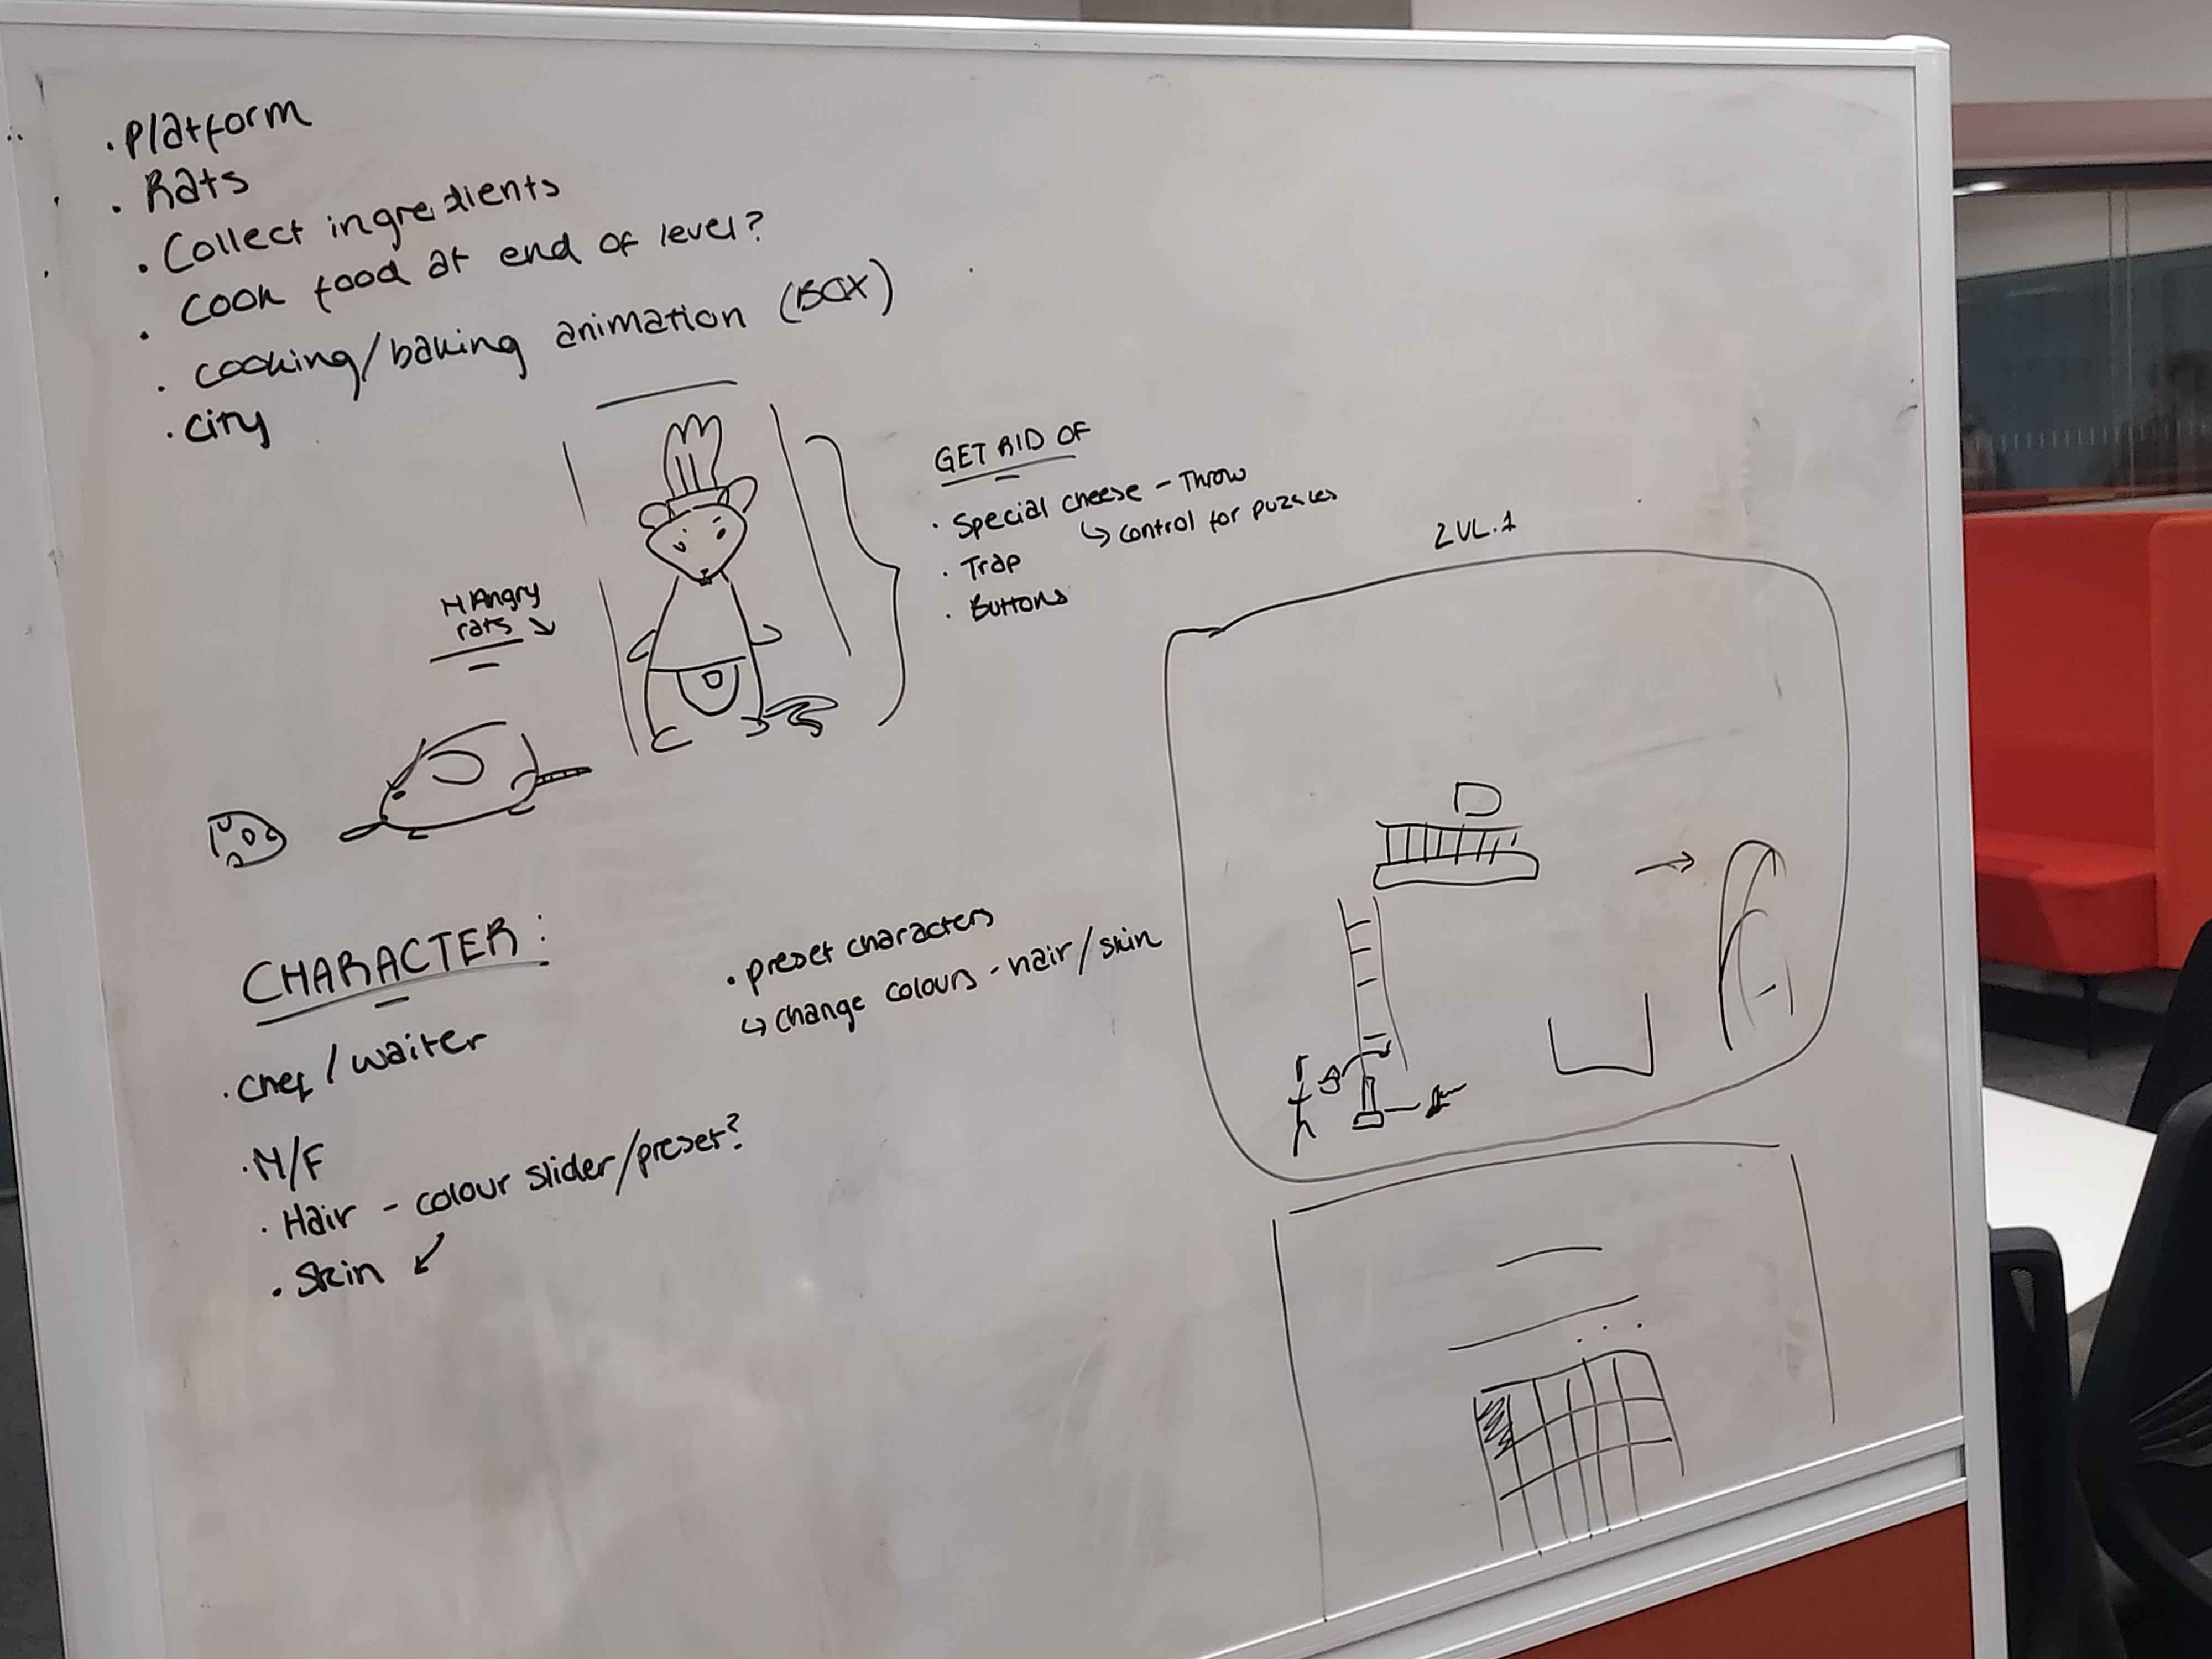 · Platform
· Rats
· Collect ingredients
· Cook food at end of level?
· cooking/baking animation (BOX)
· City
GET RID OF
· Special cheese - Throw
↳ control for puzzles
· Trap
· Buttons
HAngry
rats ↘
LVL.1
CHARACTER:
· Chef / waiter
· M/F
· Hair - colour slider/preset?
· Skin ↙
· preset characters
↳ change colours - hair/skin